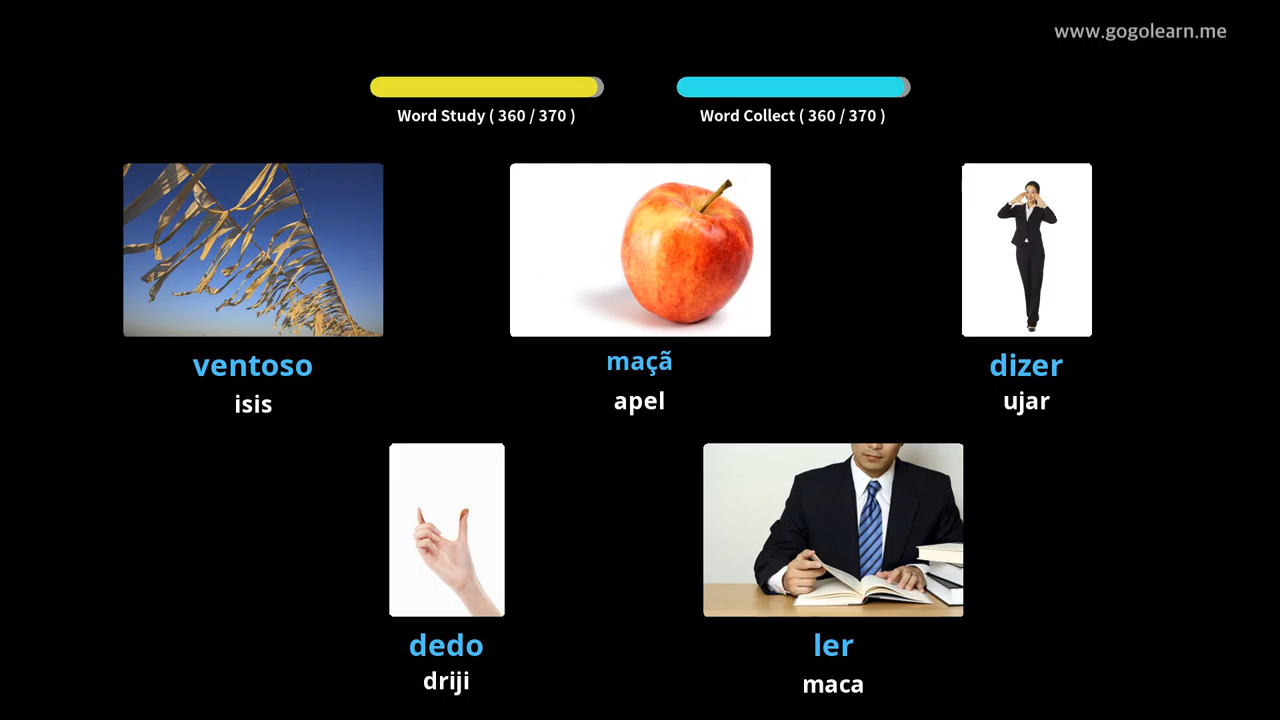 www.gogolearn.me
Word Study ( 360 / 370 )
Word Collect ( 360 / 370 )
ventoso
isis
maçã
apel
dizer
ujar
dedo
driji
ler
maca